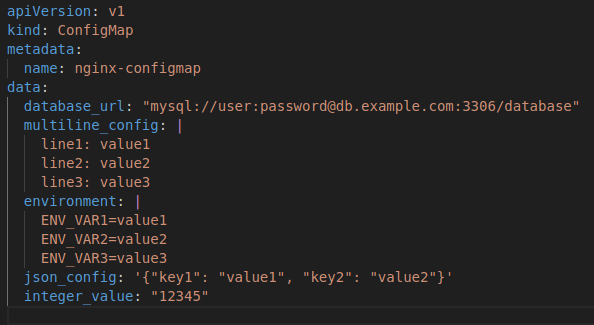 apiVersion: v1
kind: ConfigMap
metadata:
  name: nginx-configmap
data:
  database_url: "mysql://user:password@db.example.com:3306/database"
  multiline_config: |
    line1: value1
    line2: value2
    line3: value3
  environment: |
    ENV_VAR1=value1
    ENV_VAR2=value2
    ENV_VAR3=value3
  json_config: '{"key1": "value1", "key2": "value2"}'
  integer_value: "12345"